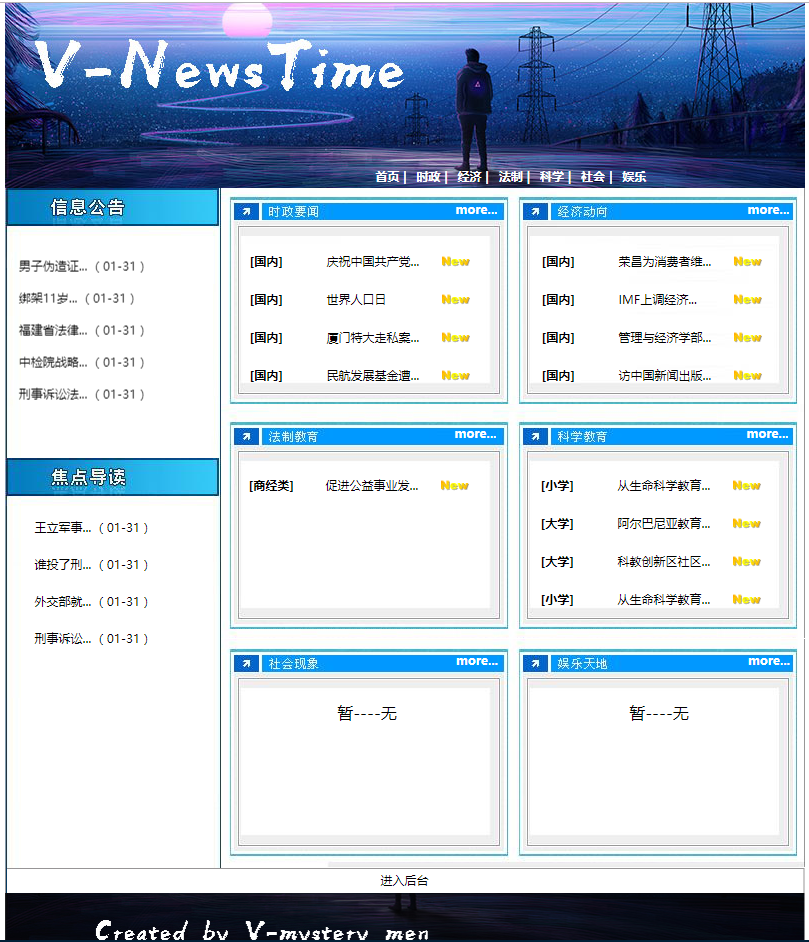 V-NewsTime
首页 | 时政 | 经济 | 法制 | 科学 | 社会 | 娱乐
信息公告
男子伪造证... ( 01-31 )
绑架11岁... ( 01-31 )
福建省法律... ( 01-31 )
中检院战略... ( 01-31 )
刑事诉讼法... ( 01-31 )
焦点导读
王立军事... ( 01-31 )
谁投了刑... ( 01-31 )
外交部就... ( 01-31 )
刑事诉讼... ( 01-31 )
时政要闻 more...
[国内] 庆祝中国共产党... New
[国内] 世界人口日 New
[国内] 厦门特大走私案... New
[国内] 民航发展基金遭... New
经济动向 more...
[国内] 荣昌为消费者维... New
[国内] IMF上调经济... New
[国内] 管理与经济学部... New
[国内] 访中国新闻出版... New
法制教育 more...
[商经类] 促进公益事业发... New
科学教育 more...
[小学] 从生命科学教育... New
[大学] 阿尔巴尼亚教育... New
[大学] 科教创新区社区... New
[小学] 从生命科学教育... New
社会现象 more...
暂----无
娱乐天地 more...
暂----无
进入后台
Created by V-mystery men